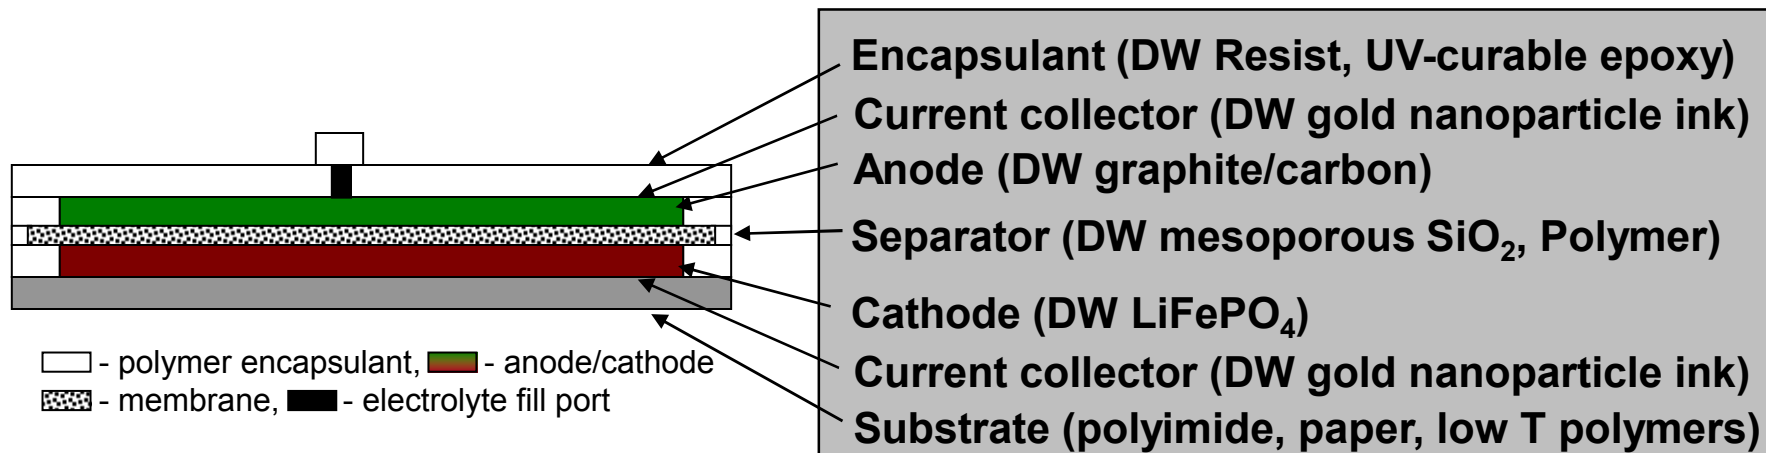 Encapsulant (DW Resist, UV-curable epoxy)
Current collector (DW gold nanoparticle ink)
Anode (DW graphite/carbon)
Separator (DW mesoporous SiO₂, Polymer)
Cathode (DW LiFePO₄)
Current collector (DW gold nanoparticle ink)
Substrate (polyimide, paper, low T polymers)
- polymer encapsulant, - anode/cathode
- membrane, - electrolyte fill port